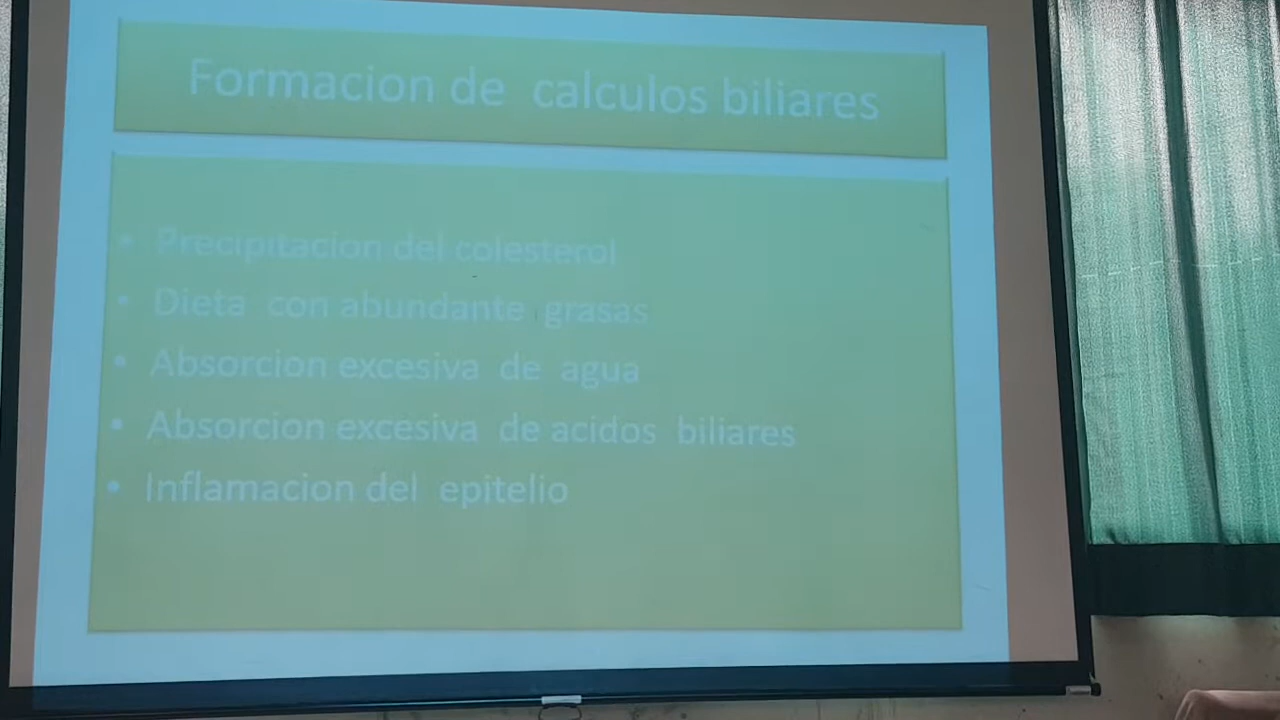 Formacion de calculos biliares
• Precipitacion del colesterol
• Dieta con abundante grasas
• Absorcion excesiva de agua
• Absorcion excesiva de acidos biliares
• Inflamacion del epitelio